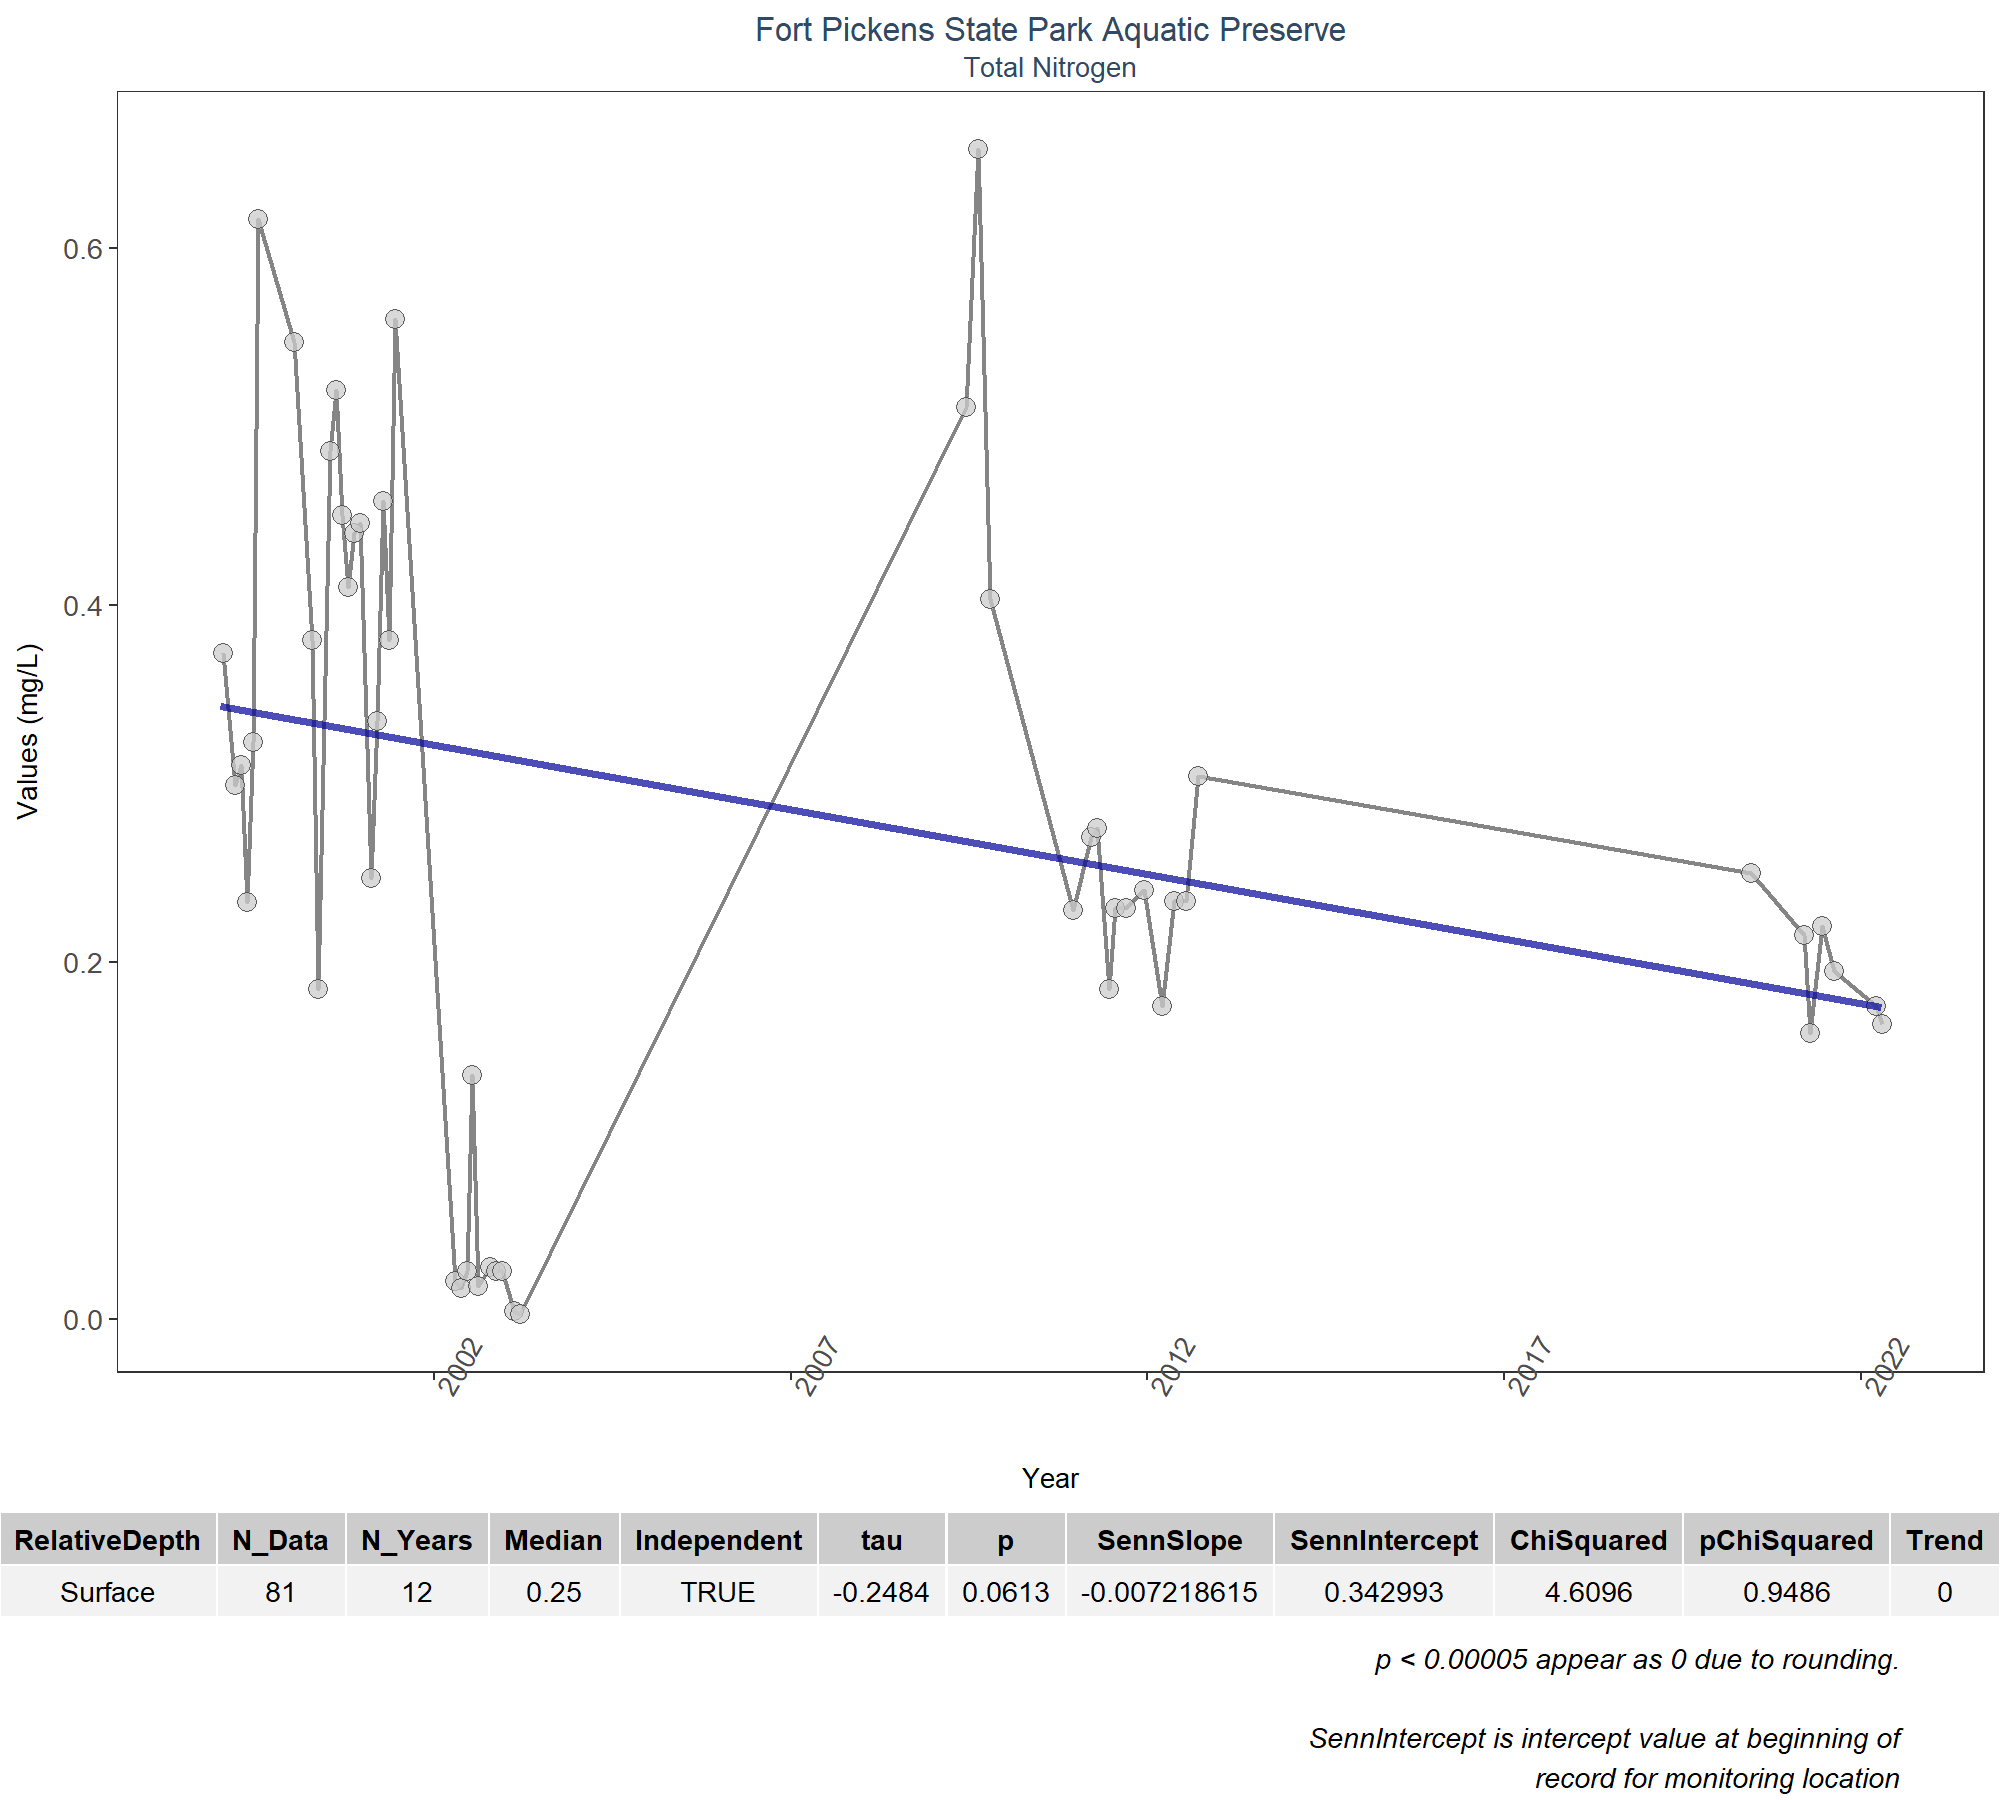 Fort Pickens State Park Aquatic Preserve
Total Nitrogen
Values (mg/L)
0.6
0.4
0.2
0.0
2002 2007 2012 2017 2022
Year
RelativeDepth N_Data N_Years Median Independent tau p SennSlope SennIntercept ChiSquared pChiSquared Trend
Surface 81 12 0.25 TRUE -0.2484 0.0613 -0.007218615 0.342993 4.6096 0.9486 0
p < 0.00005 appear as 0 due to rounding.
SennIntercept is intercept value at beginning of
record for monitoring location